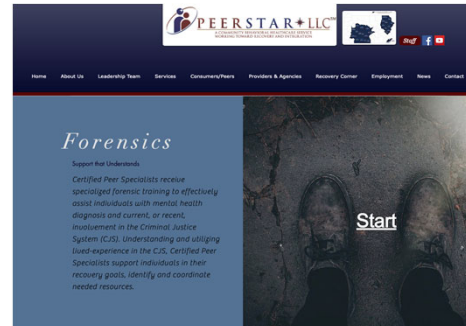 PEERSTAR LLC
A COMMUNITY BEHAVIORAL HEALTHCARE SERVICE
WORKING TOWARD RECOVERY AND INTEGRATION
Staff
Home About Us Leadership Team Services Consumers/Peers Providers & Agencies Recovery Corner Employment News Contact
Forensics
Support that Understands
Certified Peer Specialists receive
specialized forensic training to effectively
assist individuals with mental health
diagnosis and current, or recent,
involvement in the Criminal Justice
System (CJS). Understanding and utilizing
lived-experience in the CJS, Certified Peer
Specialists support individuals in their
recovery goals, identify and coordinate
needed resources.
Start